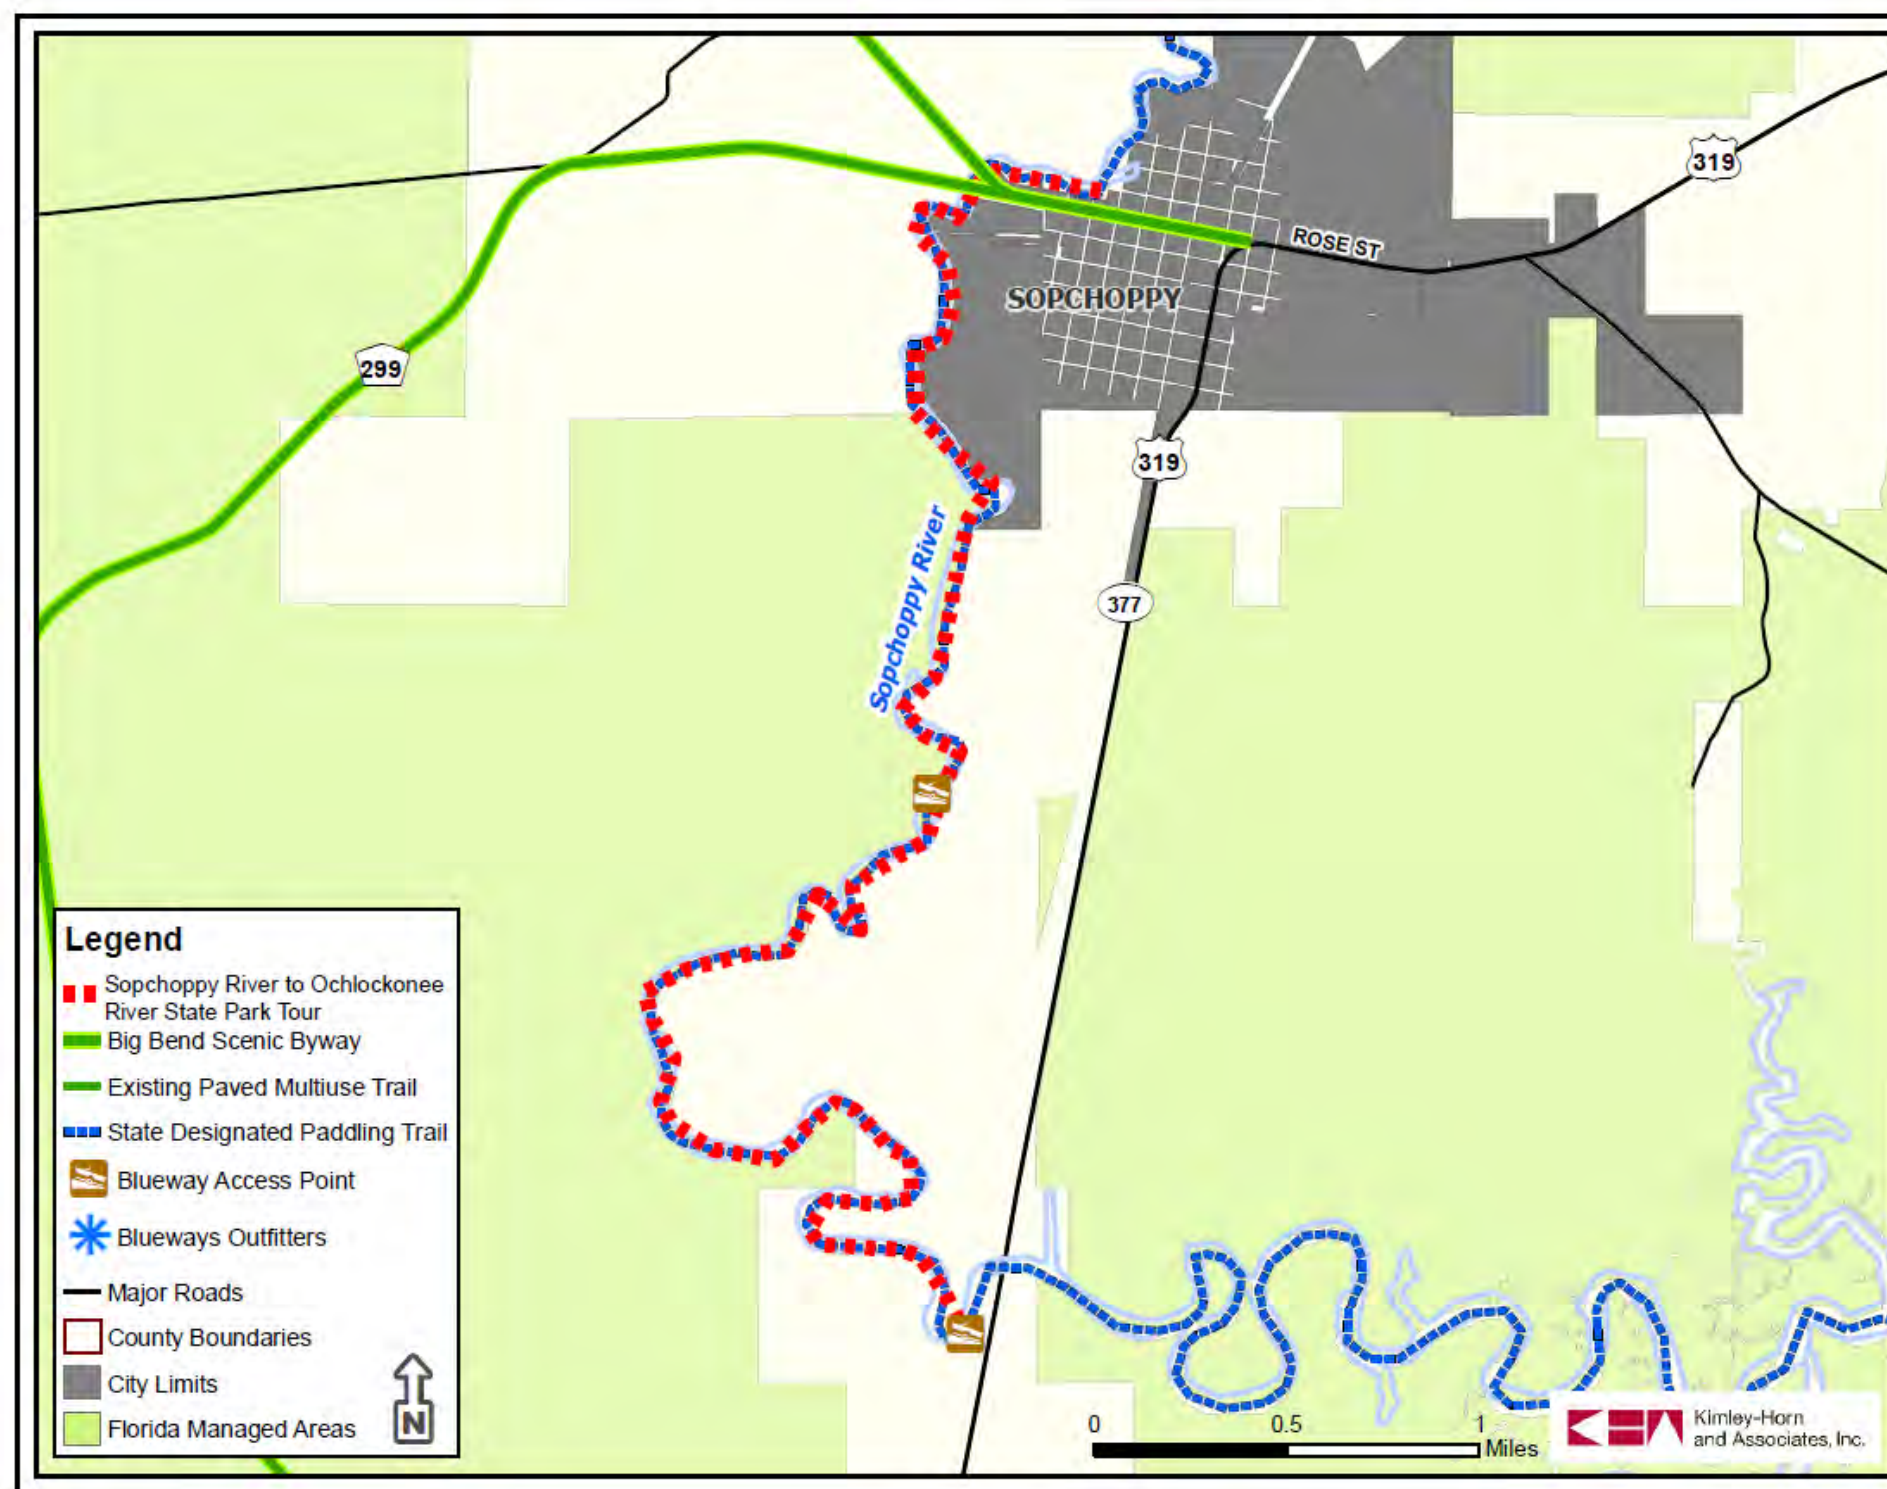 319
ROSE ST
SOPCHOPPY
299
319
Sopchoppy River
377
Legend
Sopchoppy River to Ochlockonee
River State Park Tour
Big Bend Scenic Byway
Existing Paved Multiuse Trail
State Designated Paddling Trail
Blueway Access Point
Blueways Outfitters
Major Roads
County Boundaries
City Limits
Florida Managed Areas
N
0 0.5 1
Miles
Kimley-Horn
and Associates, Inc.